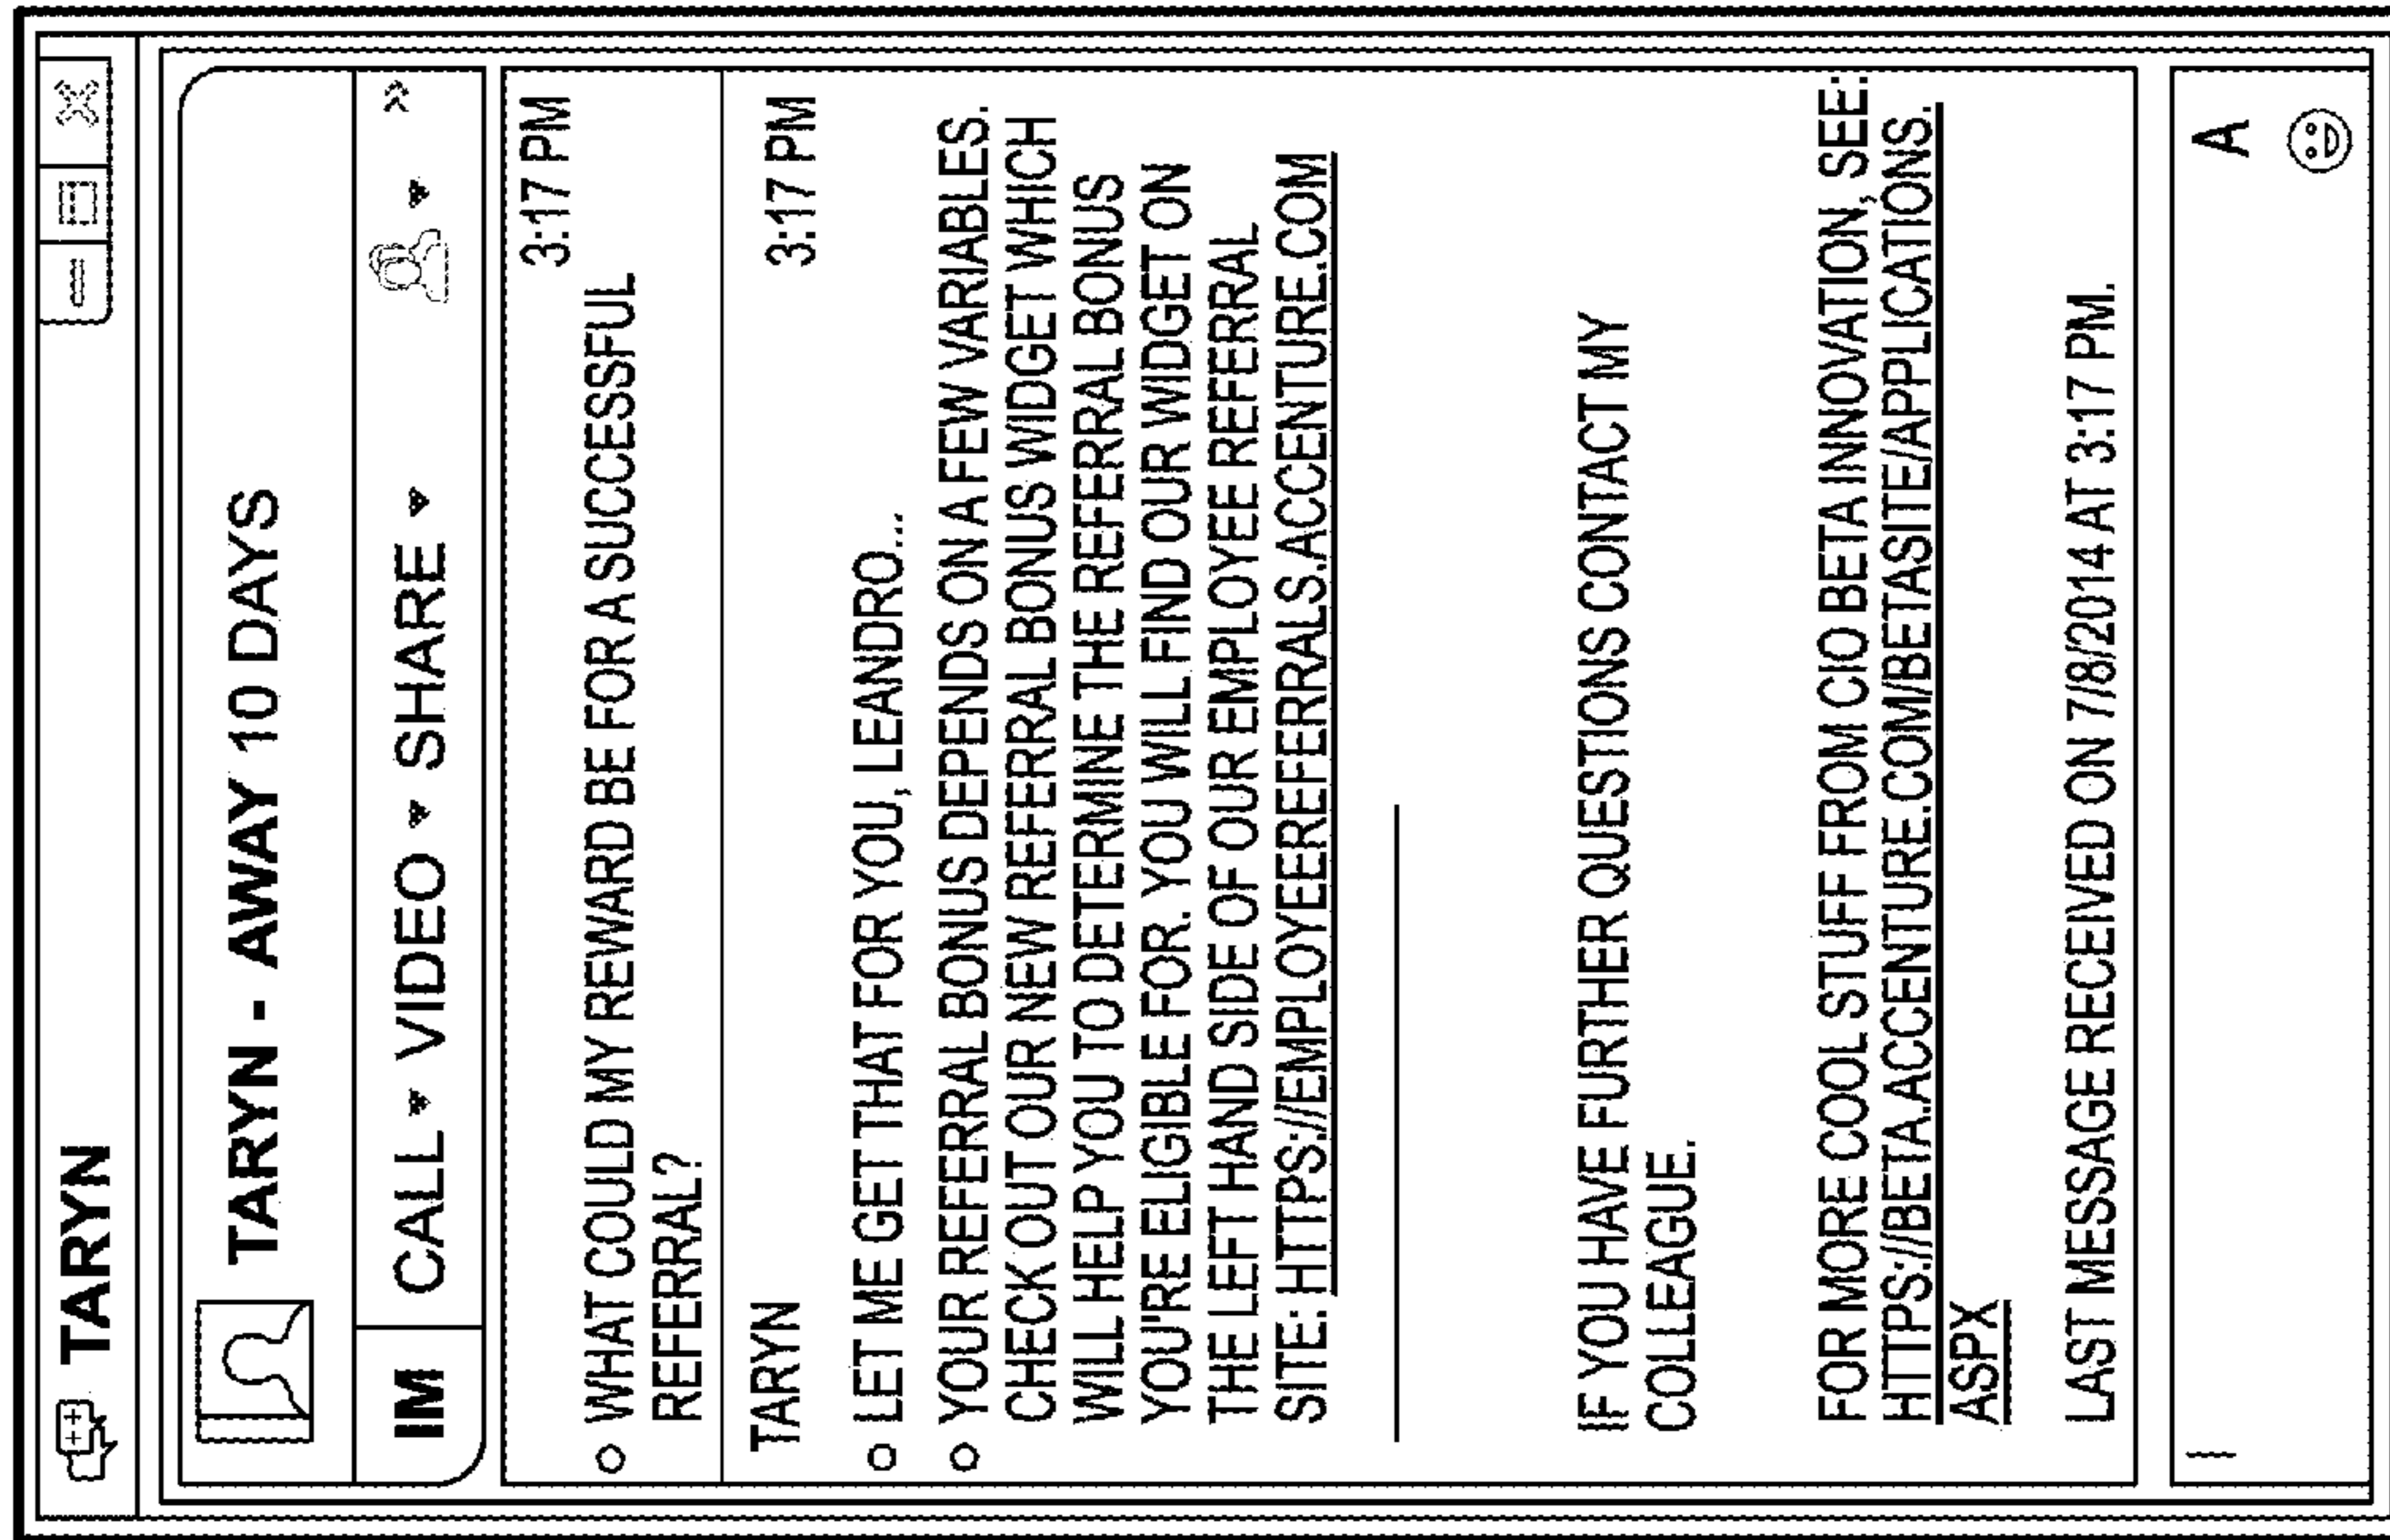 TARYN
TARYN - AWAY 10 DAYS
IM CALL VIDEO SHARE
3:17 PM
WHAT COULD MY REWARD BE FOR A SUCCESSFUL
REFERRAL?
TARYN 3:17 PM
LET ME GET THAT FOR YOU, LEANDRO...
YOUR REFERRAL BONUS DEPENDS ON A FEW VARIABLES.
CHECK OUT OUR NEW REFERRAL BONUS WIDGET WHICH
WILL HELP YOU TO DETERMINE THE REFERRAL BONUS
YOU'RE ELIGIBLE FOR. YOU WILL FIND OUR WIDGET ON
THE LEFT HAND SIDE OF OUR EMPLOYEE REFERRAL
SITE: HTTPS://EMPLOYEEREFERRALS.ACCENTURE.COM
IF YOU HAVE FURTHER QUESTIONS CONTACT MY
COLLEAGUE.
FOR MORE COOL STUFF FROM CIO BETA INNOVATION, SEE:
HTTPS://BETA.ACCENTURE.COM/BETASITE/APPLICATIONS.
ASPX
LAST MESSAGE RECEIVED ON 7/8/2014 AT 3:17 PM.
A